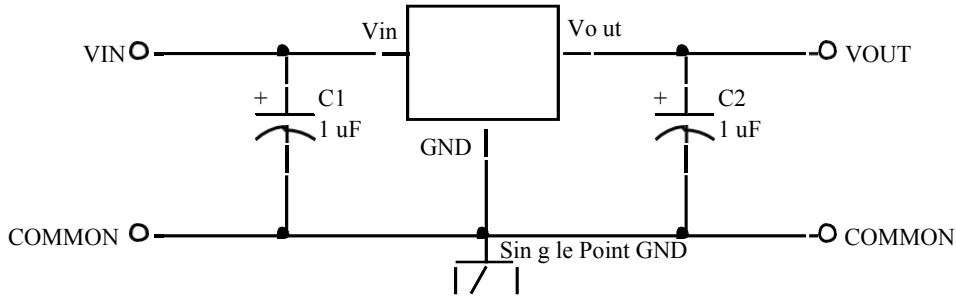 Vin
Vo ut
VIN
VOUT
+
C1
1 uF
+
C2
1 uF
GND
COMMON
COMMON
Sin g le Point GND